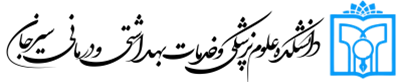 دانشکده علوم پزشکی و خدمات بهداشتی و درمانی سیرجان